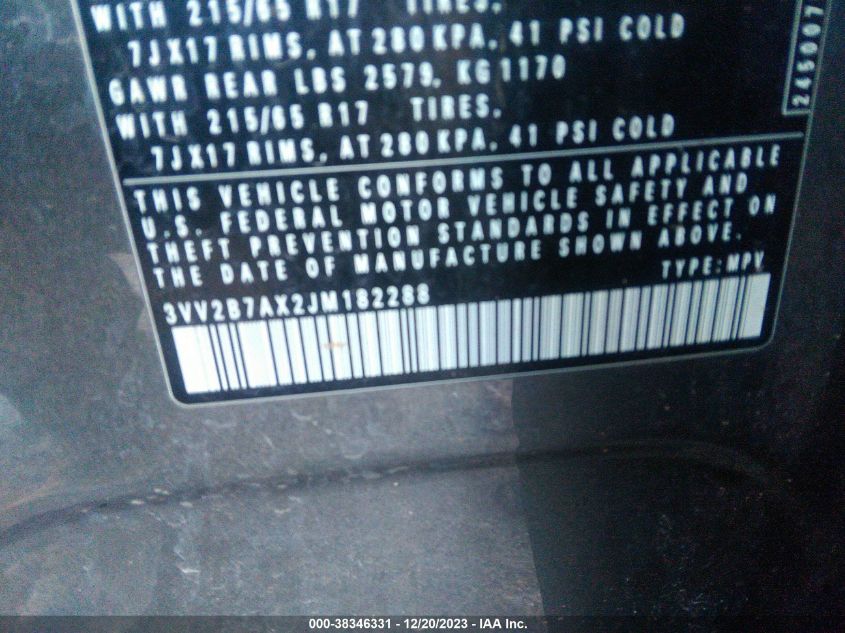 WITH 215/65 R17 TIRES,
7JX17 RIMS, AT 280 KPA, 41 PSI COLD
GAWR REAR LBS 2579, KG 1170
WITH 215/65 R17 TIRES,
7JX17 RIMS, AT 280 KPA, 41 PSI COLD
THIS VEHICLE CONFORMS TO ALL APPLICABLE
U.S. FEDERAL MOTOR VEHICLE SAFETY AND
THEFT PREVENTION STANDARDS IN EFFECT ON
THE DATE OF MANUFACTURE SHOWN ABOVE.
TYPE: MPV
3VV2B7AX2JM182288
000-38346331 - 12/20/2023 - IAA Inc.